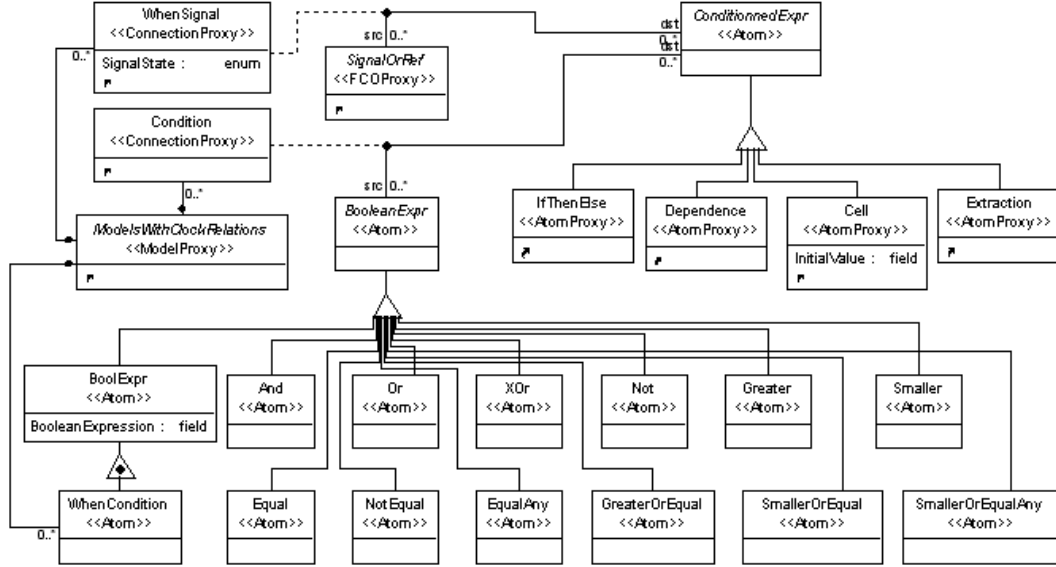 WhenSignal
<<ConnectionProxy>>
SignalState : enum
0..*
src 0..*
SignalOrRef
<<FCOProxy>>
ConditionnedExpr
<<Atom>>
dst
0..*
dst
0..*
Condition
<<ConnectionProxy>>
0..*
src 0..*
ModelsWithClockRelations
<<ModelProxy>>
BooleanExpr
<<Atom>>
IfThenElse
<<AtomProxy>>
Dependence
<<AtomProxy>>
Cell
<<AtomProxy>>
InitialValue : field
Extraction
<<AtomProxy>>
BoolExpr
<<Atom>>
BooleanExpression : field
And
<<Atom>>
Or
<<Atom>>
XOr
<<Atom>>
Not
<<Atom>>
Greater
<<Atom>>
Smaller
<<Atom>>
WhenCondition
<<Atom>>
0..*
Equal
<<Atom>>
NotEqual
<<Atom>>
EqualAny
<<Atom>>
GreaterOrEqual
<<Atom>>
SmallerOrEqual
<<Atom>>
SmallerOrEqualAny
<<Atom>>